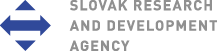 SLOVAK RESEARCH
AND DEVELOPMENT
AGENCY